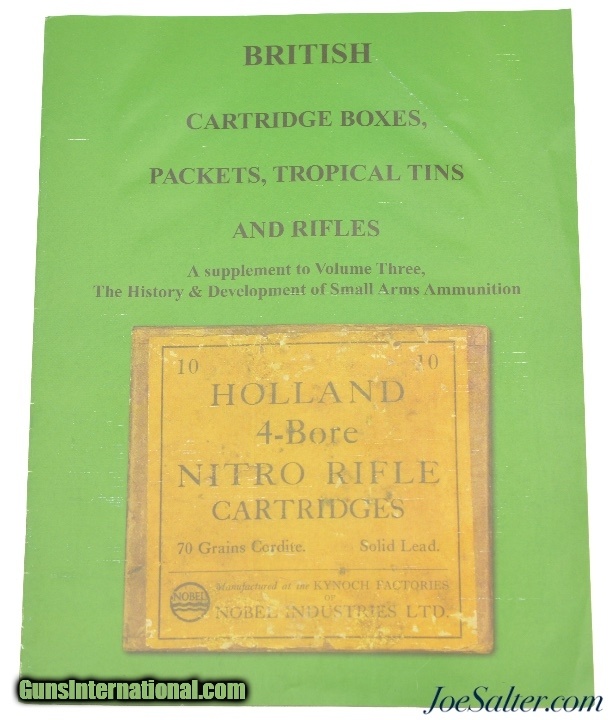 BRITISH
CARTRIDGE BOXES,
PACKETS, TROPICAL TINS
AND RIFLES
A supplement to Volume Three,
The History & Development of Small Arms Ammunition
10 10
HOLLAND
4-Bore
NITRO RIFLE
CARTRIDGES
70 Grains Cordite. Solid Lead.
NOBEL
Manufactured at the KYNOCH FACTORIES
OF
NOBEL INDUSTRIES LTD.
GunsInternational.com
JoeSalter.com